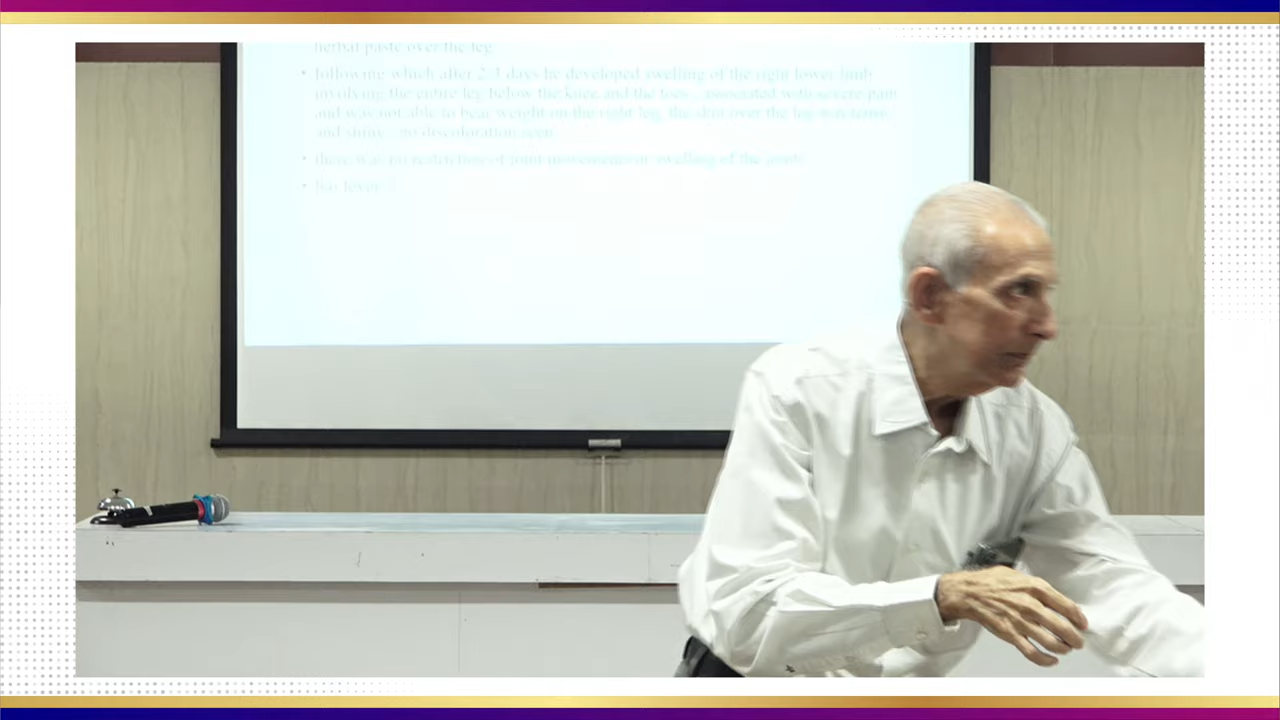 herbal paste over the leg
• following which after 2-3 days he developed swelling of the right lower limb
involving the entire leg below the knee and the toes associated with severe pain
and was not able to bear weight on the right leg, the skin over the leg was tense
and shiny no discolouration seen
• there was no restriction of joint movements or swelling of the joints
• h/o fever